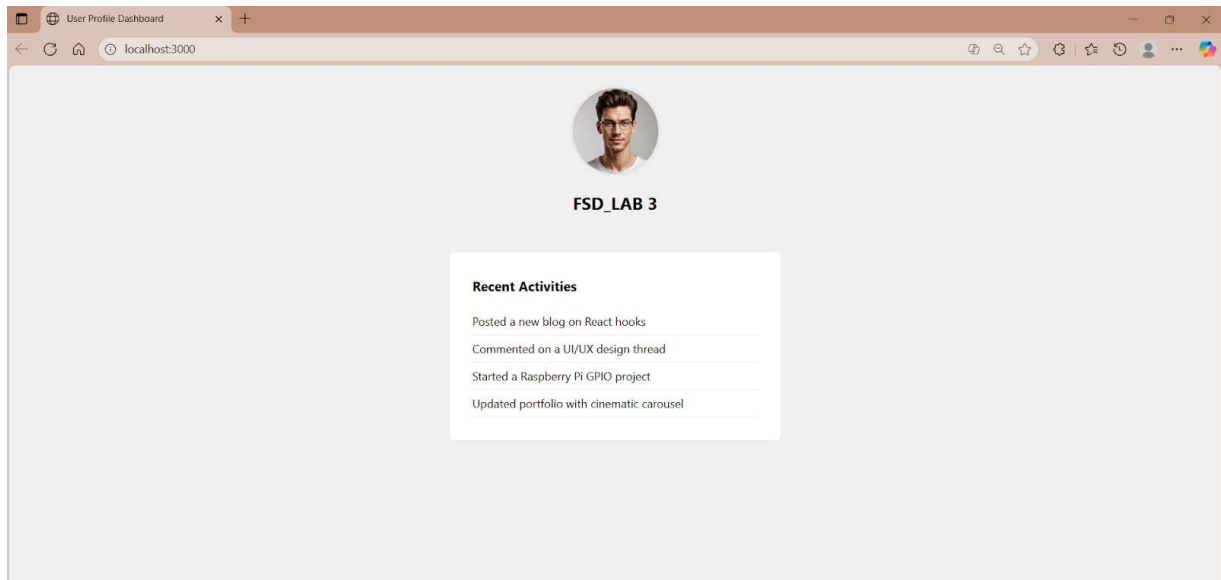 User Profile Dashboard
localhost:3000
FSD_LAB 3
Recent Activities
Posted a new blog on React hooks
Commented on a UI/UX design thread
Started a Raspberry Pi GPIO project
Updated portfolio with cinematic carousel